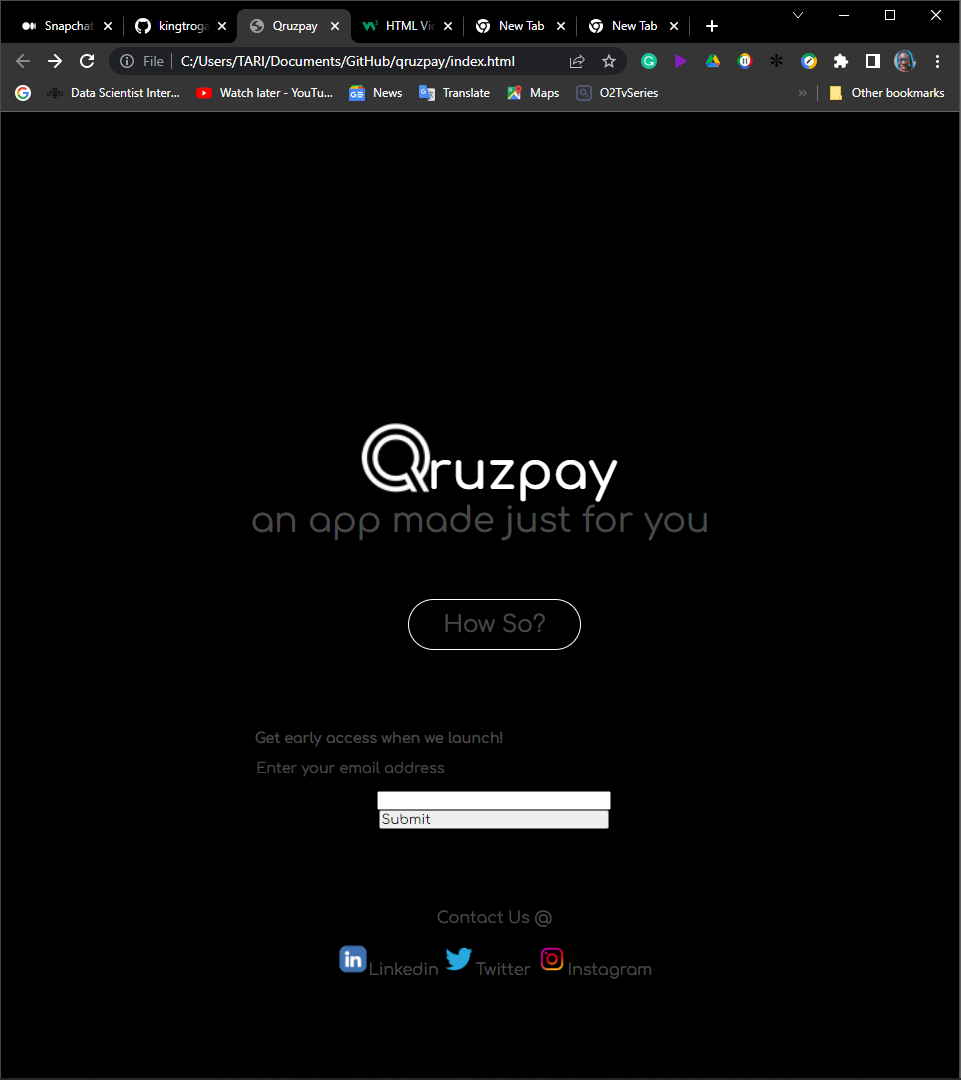 Snapchat
kingtroga
Qruzpay
HTML Vic
New Tab
New Tab
File
C:/Users/TARI/Documents/GitHub/qruzpay/index.html
Data Scientist Inter...
Watch later - YouTu...
News
Translate
Maps
O2TvSeries
»
Other bookmarks
Qruzpay
an app made just for you
How So?
Get early access when we launch!
Enter your email address
Submit
Contact Us @
Linkedin Twitter Instagram